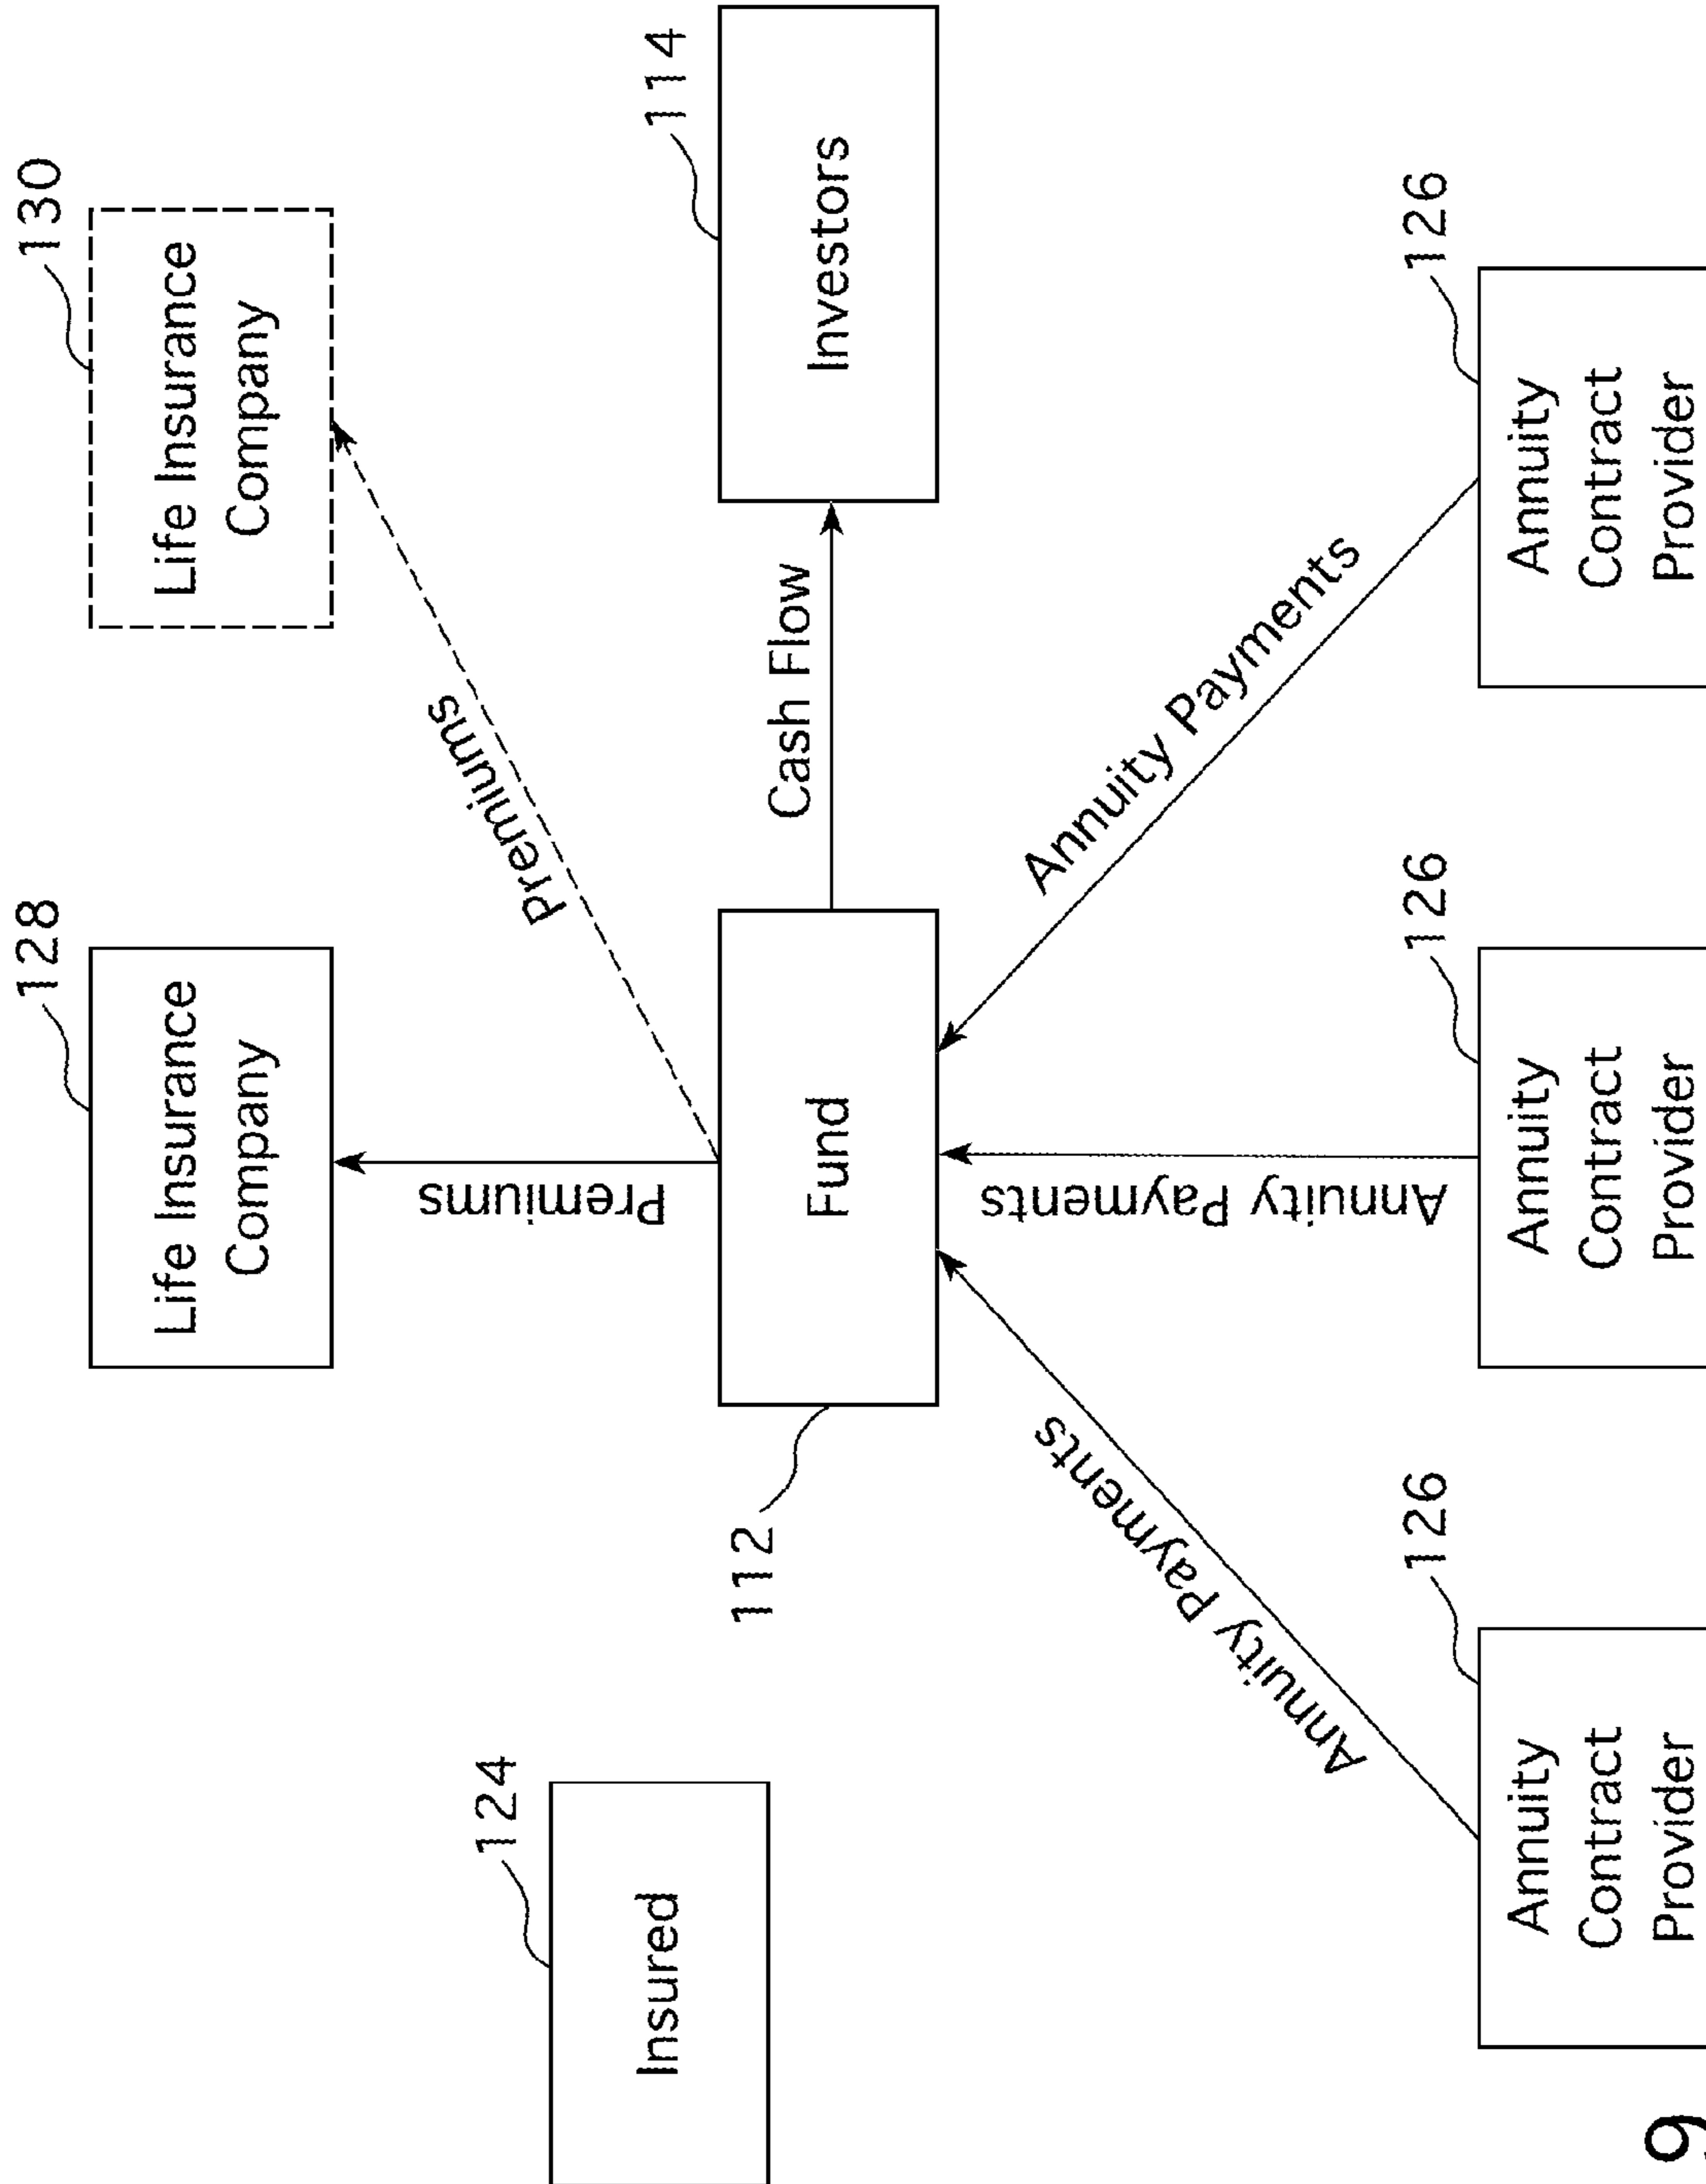 128
130
Life Insurance
Company
Life Insurance
Company
124
Insured
Premiums
Premiums
112
Fund
Cash Flow
114
Investors
Annuity Payments
Annuity Payments
Annuity Payments
126
126
126
Annuity
Contract
Provider
Annuity
Contract
Provider
Annuity
Contract
Provider
9